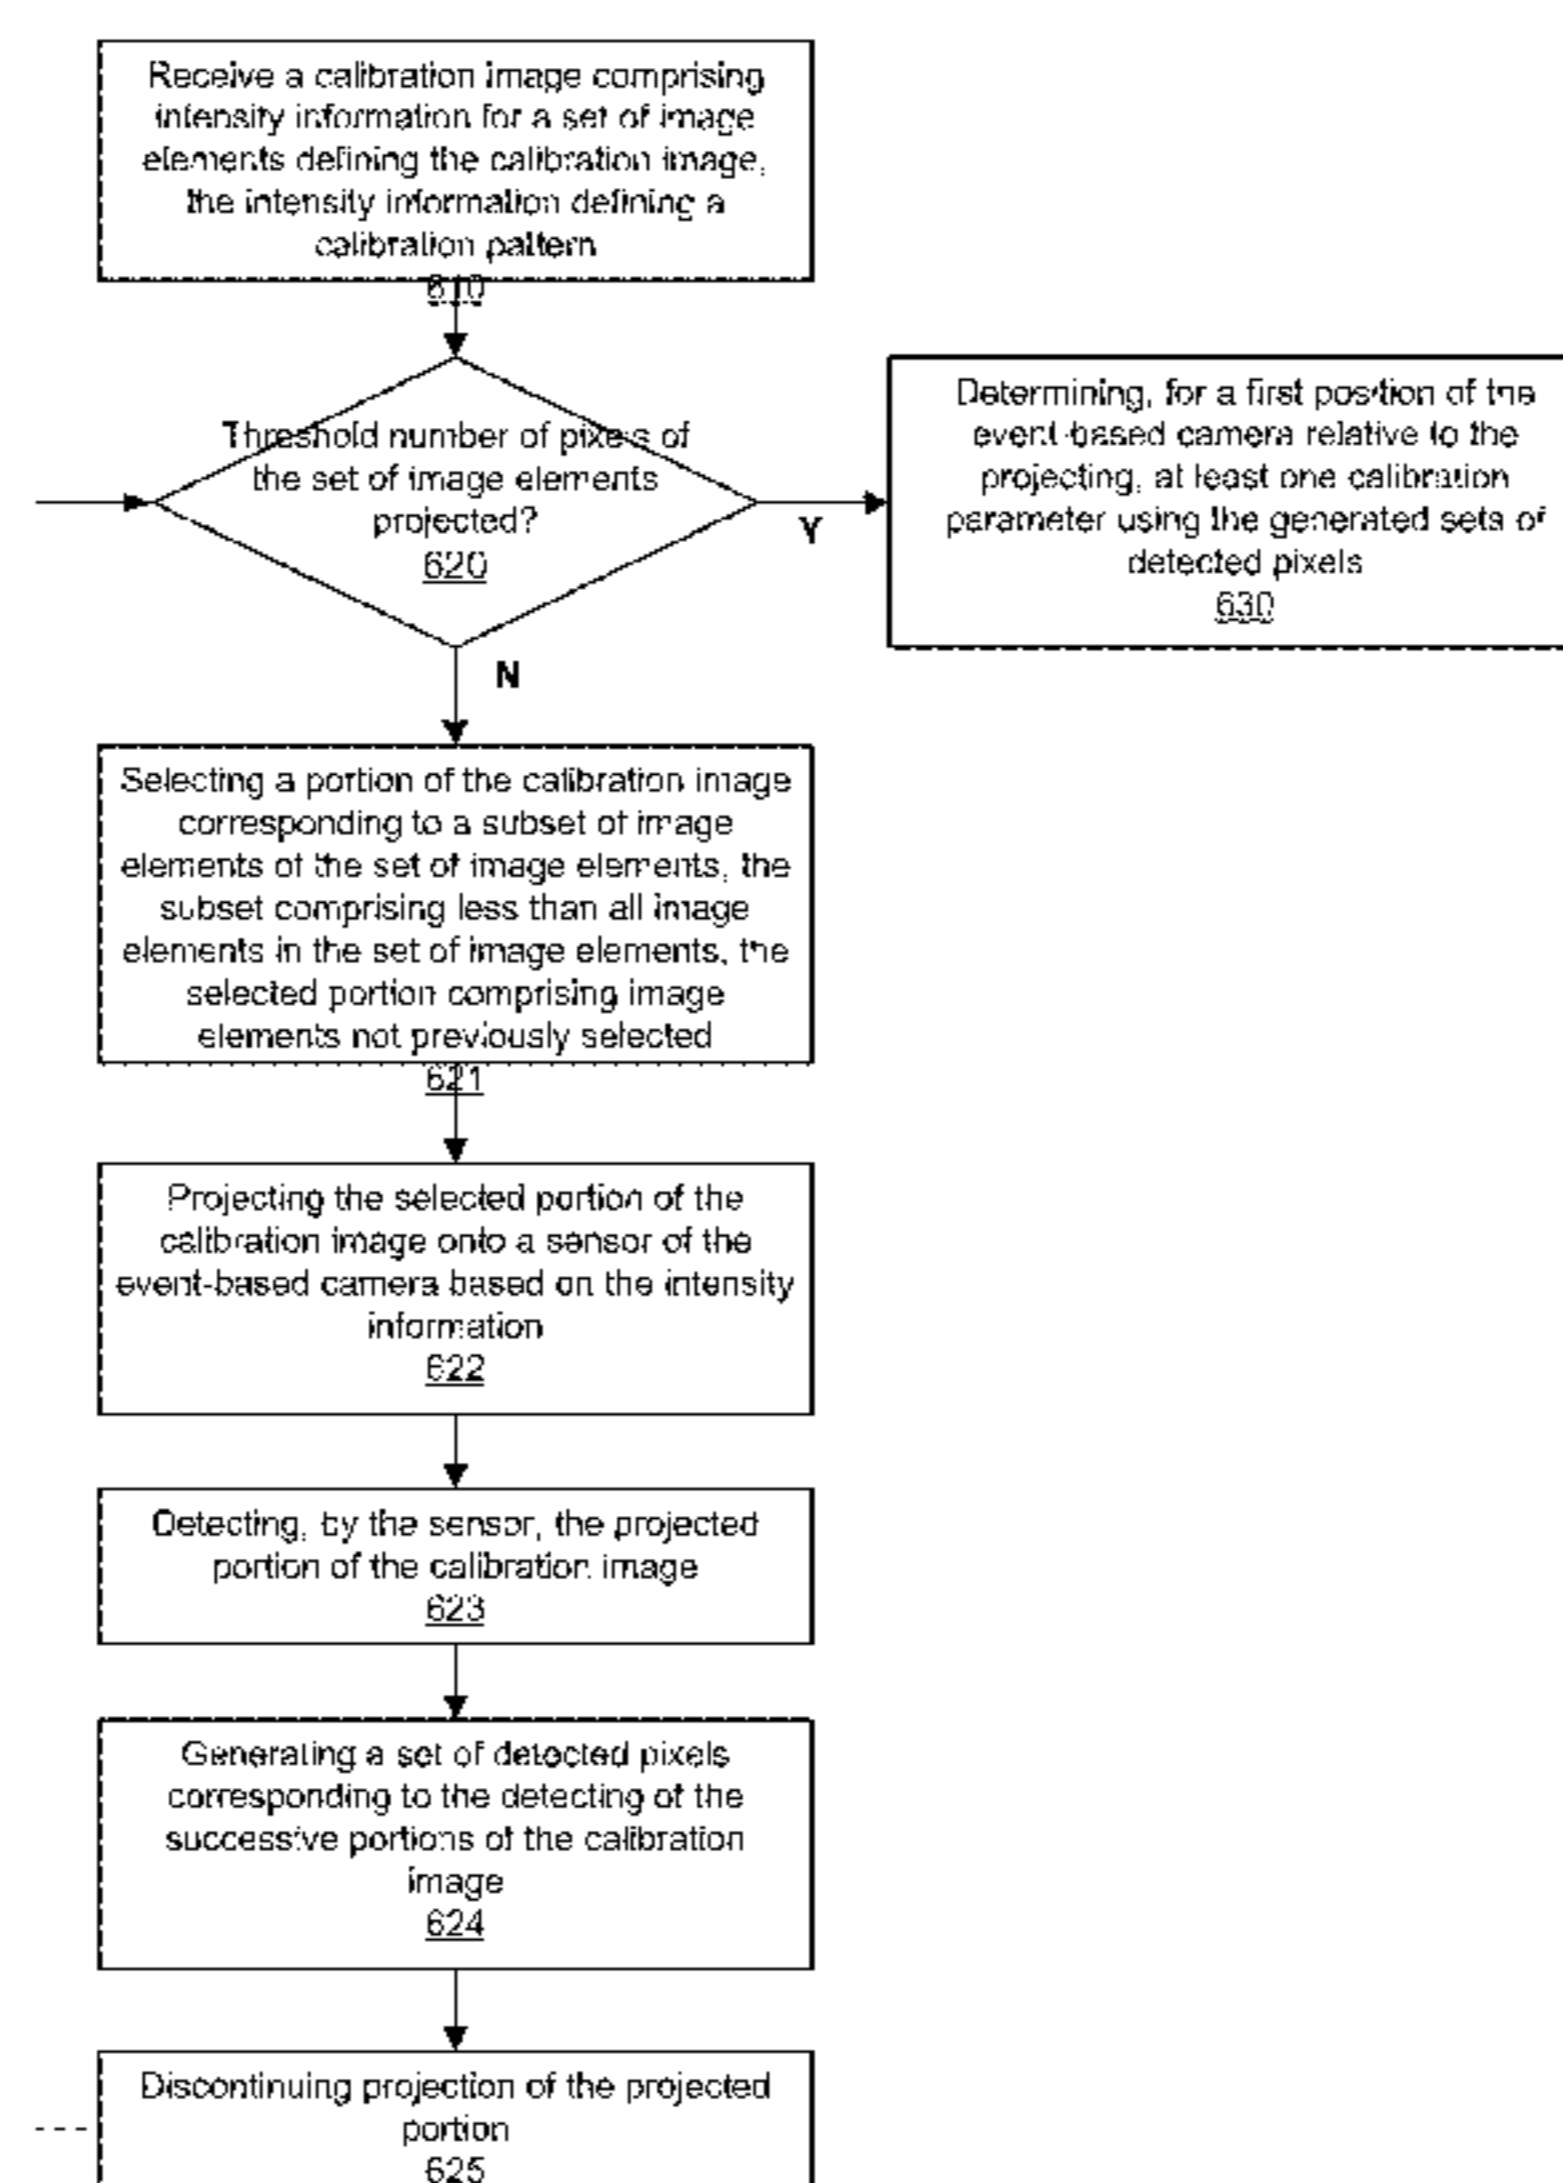 Receive a calibration image comprising
intensity information for a set of image
elements defining the calibration image,
the intensity information defining a
calibration pattern
610
Threshold number of pixels of
the set of image elements
projected?
620
Y
Determining, for a first position of the
event-based camera relative to the
projecting, at least one calibration
parameter using the generated sets of
detected pixels
630
N
Selecting a portion of the calibration image
corresponding to a subset of image
elements of the set of image elements, the
subset comprising less than all image
elements in the set of image elements, the
selected portion comprising image
elements not previously selected
621
Projecting the selected portion of the
calibration image onto a sensor of the
event-based camera based on the intensity
information
622
Detecting, by the sensor, the projected
portion of the calibration image
623
Generating a set of detected pixels
corresponding to the detecting of the
successive portions of the calibration
image
624
Discontinuing projection of the projected
portion
625